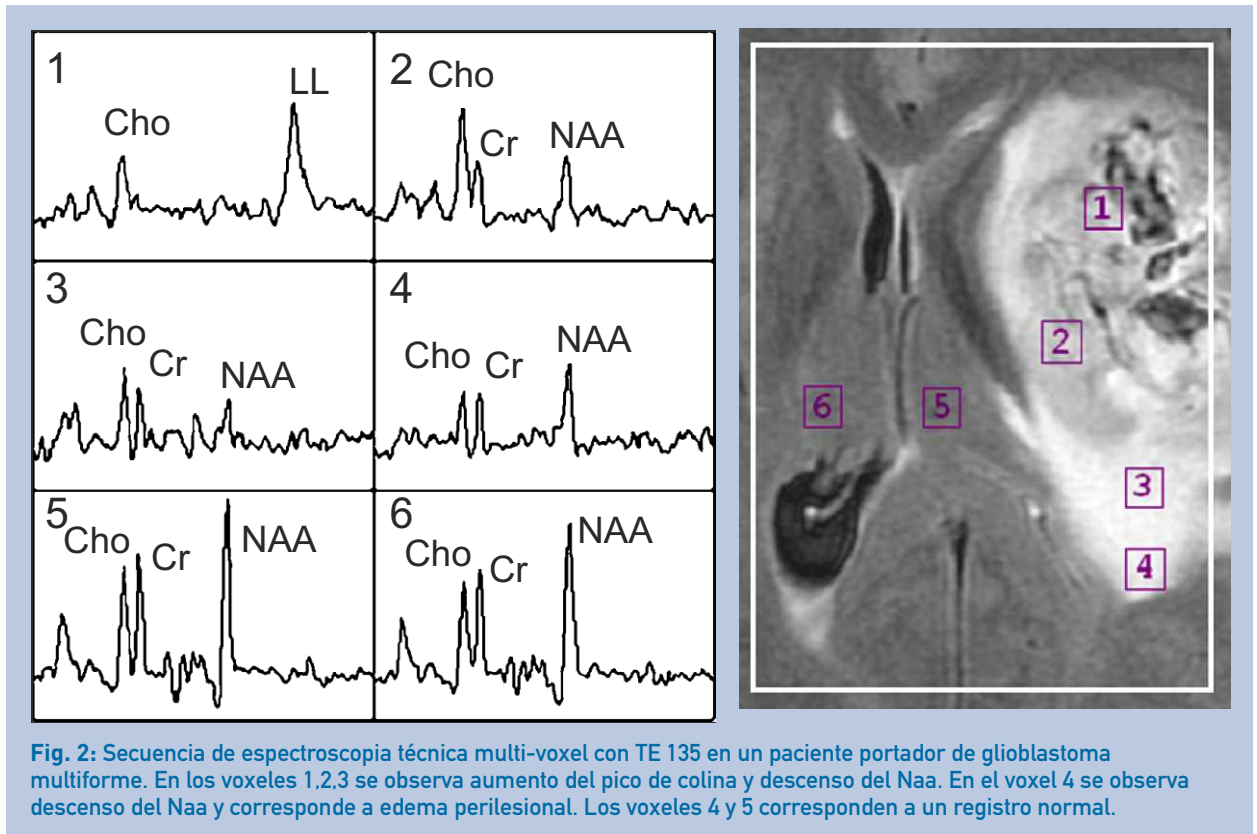 1
Cho
LL
2
Cho
Cr
NAA
3
Cho
Cr
NAA
4
Cho
Cr
NAA
5
Cho
Cr
NAA
6
Cho
Cr
NAA
1
2
6
5
3
4
Fig. 2: Secuencia de espectroscopia técnica multi-voxel con TE 135 en un paciente portador de glioblastoma
multiforme. En los voxeles 1,2,3 se observa aumento del pico de colina y descenso del Naa. En el voxel 4 se observa
descenso del Naa y corresponde a edema perilesional. Los voxeles 4 y 5 corresponden a un registro normal.